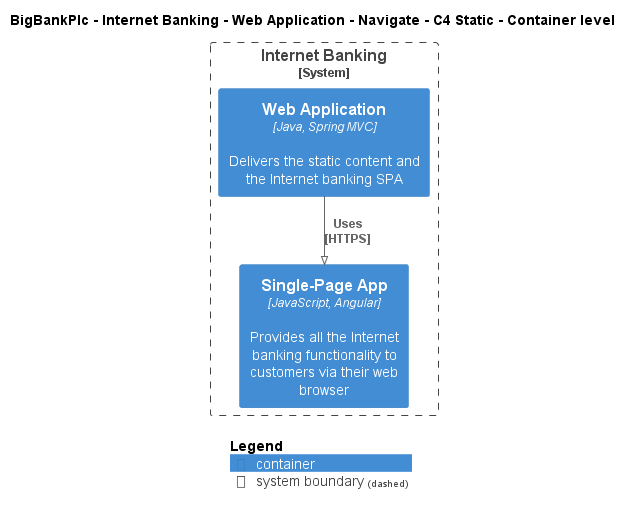 BigBankPlc - Internet Banking - Web Application - Navigate - C4 Static - Container level
Internet Banking
[System]
Web Application
[Java, Spring MVC]
Delivers the static content and
the Internet banking SPA
Uses
[HTTPS]
Single-Page App
[JavaScript, Angular]
Provides all the Internet
banking functionality to
customers via their web
browser
Legend
container
system boundary (dashed)